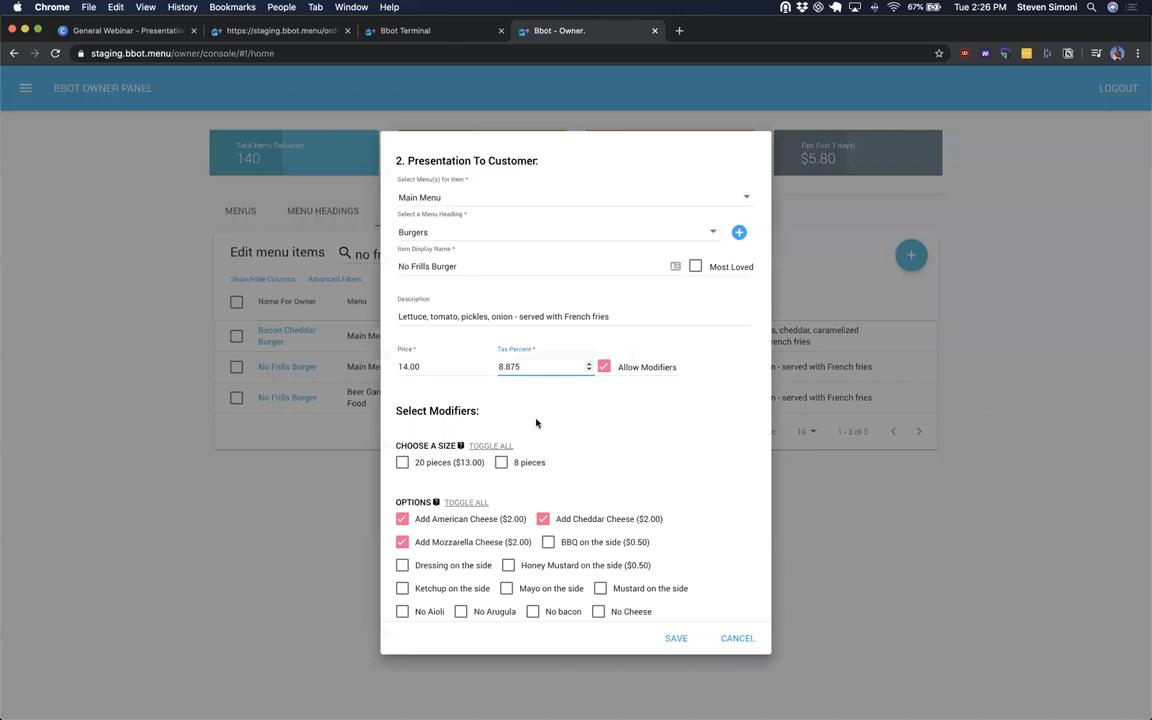 Chrome File Edit View History Bookmarks People Tab Window Help 67% Tue 2:26 PM Steven Simoni
General Webinar - Presentation https://staging.bbot.menu/ord Bbot Terminal Bbot - Owner.
staging.bbot.menu/owner/console/#!/home
BBOT OWNER PANEL LOGOUT
Total Items Delivered
140
Tips (last 7 days)
$5.80
MENUS MENU HEADINGS
Edit menu items no fr
Show/Hide Columns Advanced Filters
Name For Owner Menu
Bacon Cheddar
Burger
Main Me
s, cheddar, caramelized
French fries
No Frills Burger Main Me - served with French fries
No Frills Burger Beer Gar
Food
- served with French fries
10 1 - 3 of 3
2. Presentation To Customer:
Select Menu(s) for Item *
Main Menu
Select a Menu Heading *
Burgers
Item Display Name *
No Frills Burger Most Loved
Description
Lettuce, tomato, pickles, onion - served with French fries
Price * Tax Percent *
14.00 8.875 Allow Modifiers
Select Modifiers:
CHOOSE A SIZE TOGGLE ALL
20 pieces ($13.00) 8 pieces
OPTIONS TOGGLE ALL
Add American Cheese ($2.00) Add Cheddar Cheese ($2.00)
Add Mozzarella Cheese ($2.00) BBQ on the side ($0.50)
Dressing on the side Honey Mustard on the side ($0.50)
Ketchup on the side Mayo on the side Mustard on the side
No Aioli No Arugula No bacon No Cheese
SAVE CANCEL